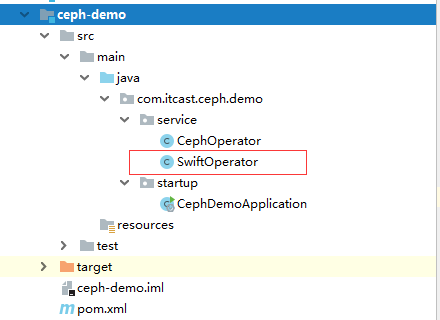 ceph-demo
src
main
java
com.itcast.ceph.demo
service
CephOperator
SwiftOperator
startup
CephDemoApplication
resources
test
target
ceph-demo.iml
pom.xml